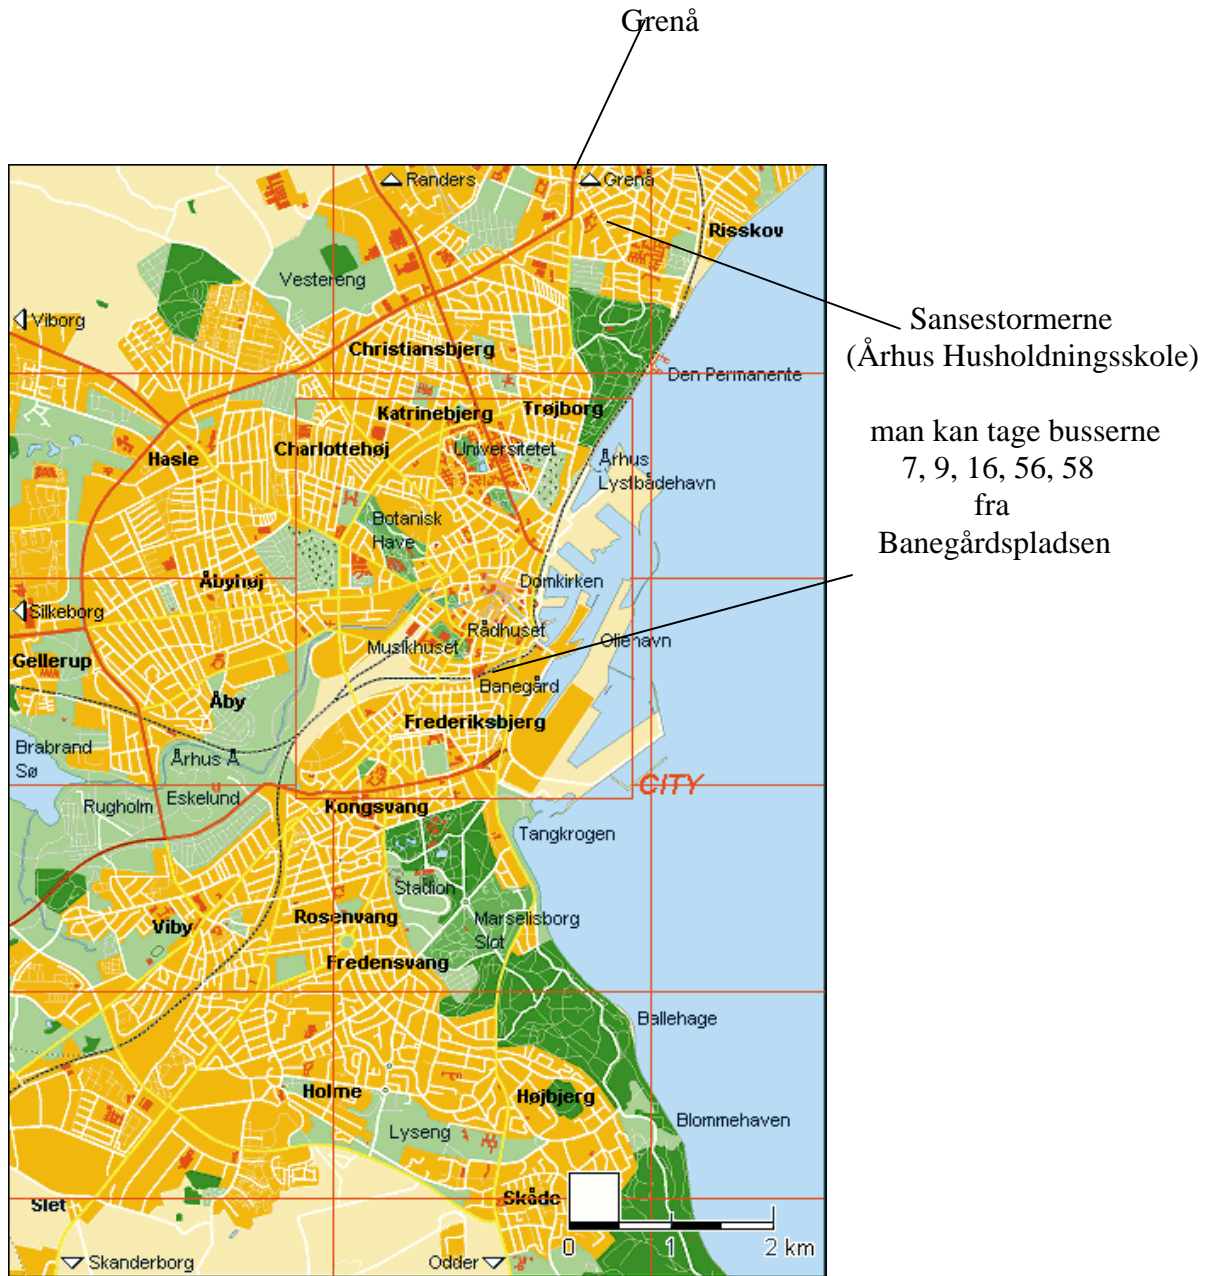 Grenå
Randers
Grenå
Risskov
Vestereng
Viborg
Sansestormerne
(Århus Husholdningsskole)
Christiansbjerg
Den Permanente
Katrinebjerg
Trøjborg
man kan tage busserne
7, 9, 16, 56, 58
fra
Banegårdspladsen
Charlottehøj
Universitetet
Hasle
Århus
Lystbådehavn
Botanisk
Have
Åbyhøj
Domkirken
Silkeborg
Rådhuset
Musikhuset
Oliehavn
Gellerup
Banegård
Åby
Frederiksbjerg
Brabrand
Sø
Århus Å
CITY
Eskelund
Rugholm
Kongsvang
Tangkrogen
Stadion
Rosenvang
Marselisborg
Slot
Viby
Fredensvang
Ballehage
Holme
Højbjerg
Blommehaven
Lyseng
Slet
Skåde
0 1 2 km
Skanderborg
Odder